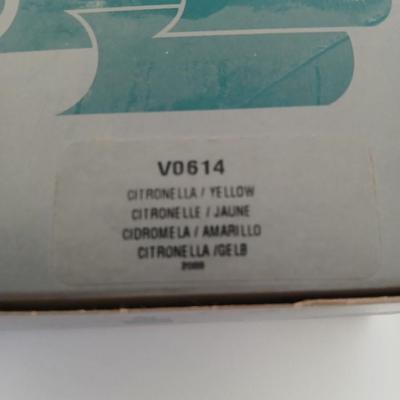 V0614
CITRONELLA / YELLOW
CITRONELLE / JAUNE
CIDROMELA / AMARILLO
CITRONELLA /GELB